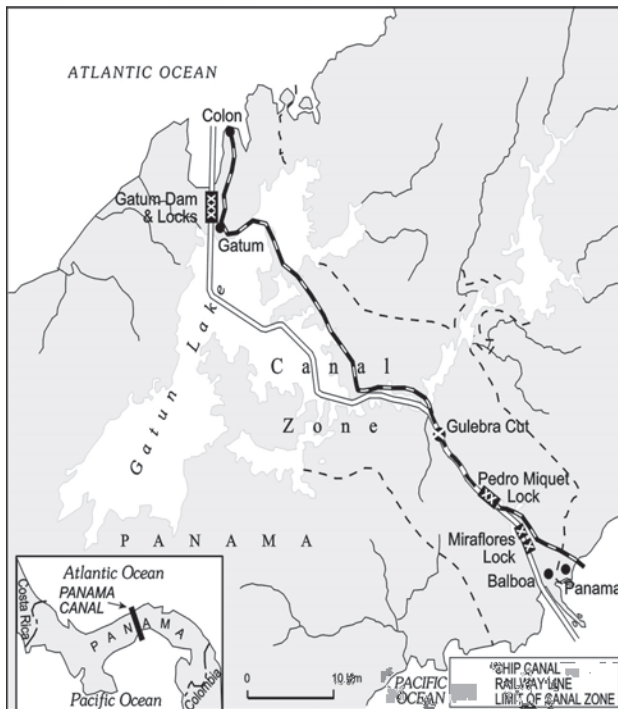 ATLANTIC OCEAN
Colon
Gatum Dam
& Locks
Gatum
Gatun Lake
Canal
Zone
Gulebra Cut
Pedro Miquet
Lock
Miraflores
Lock
Balboa
Panama
PANAMA
Atlantic Ocean
PANAMA
CANAL
Costa Rica
PANAMA
Colombia
Pacific Ocean
0 10
PACIFIC
OCEAN
SHIP CANAL
RAILWAY LINE
LIMIT OF CANAL ZONE